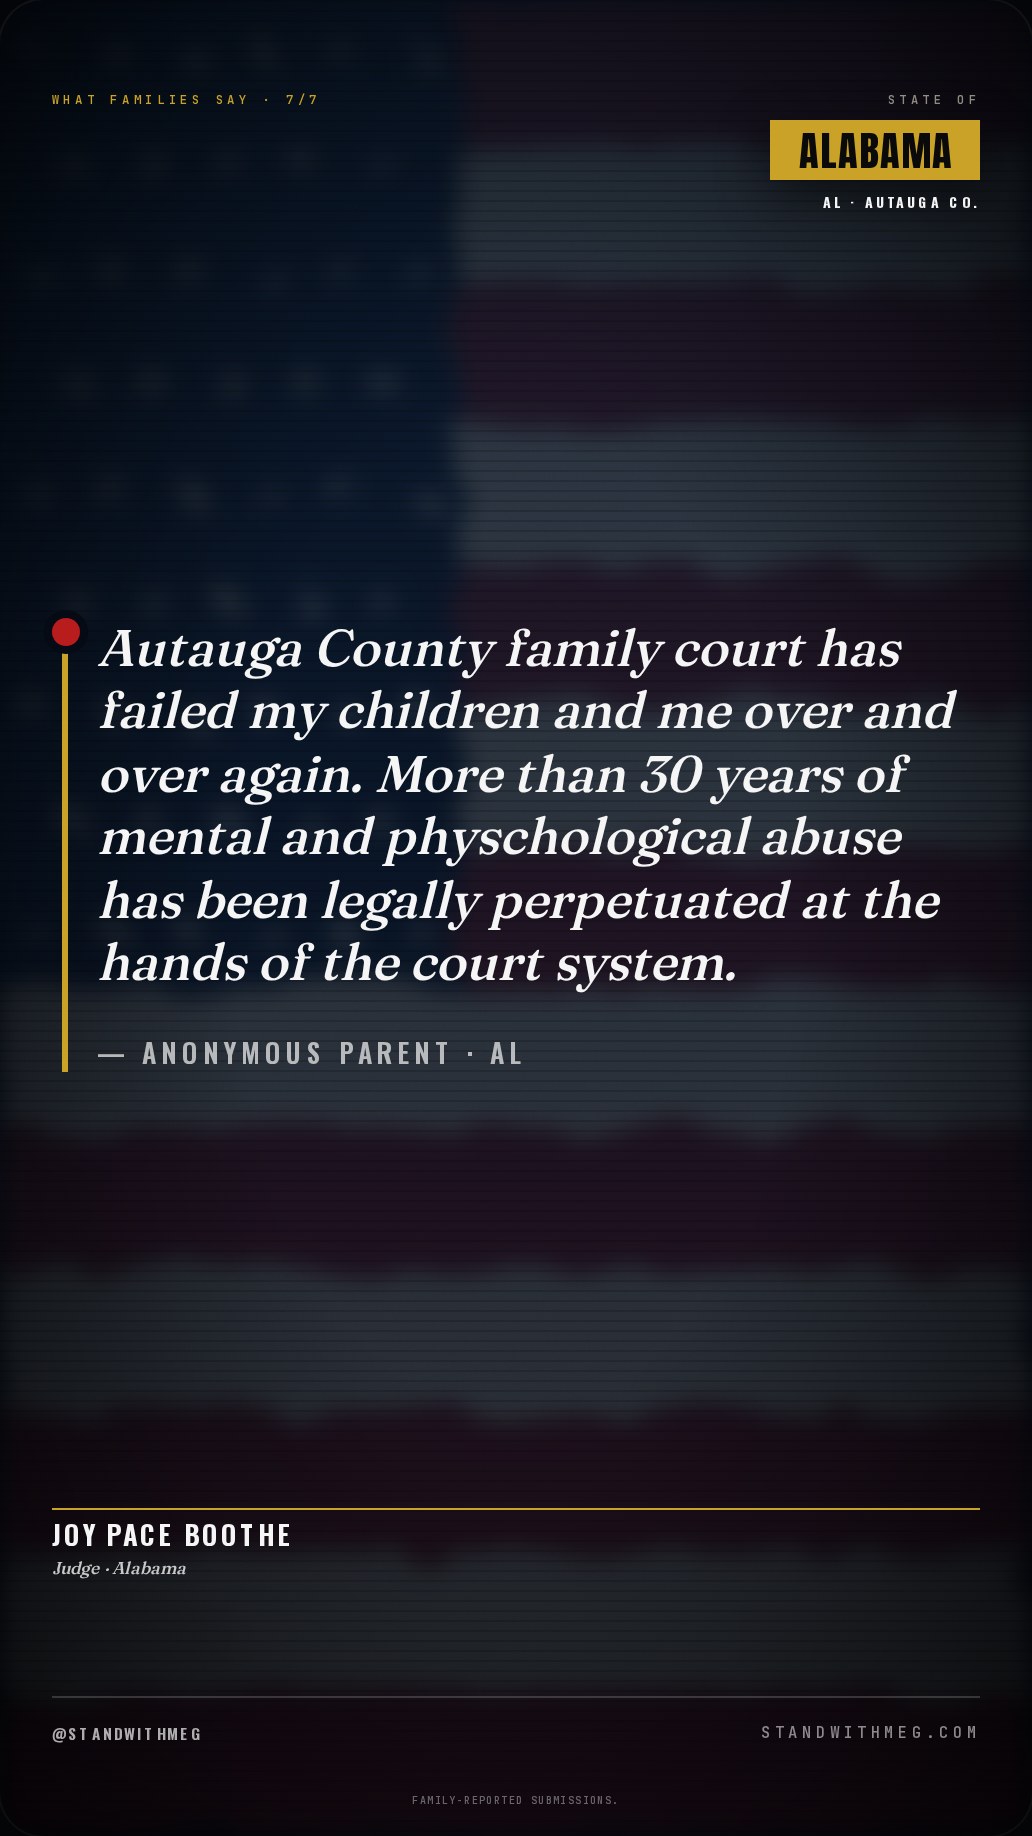 WHAT FAMILIES SAY · 7/7
STATE OF
ALABAMA
AL · AUTAUGA CO.
Autauga County family court has
failed my children and me over and
over again. More than 30 years of
mental and physchological abuse
has been legally perpetuated at the
hands of the court system.
— ANONYMOUS PARENT · AL
JOY PACE BOOTHE
Judge · Alabama
@STANDWITHMEG
STANDWITHMEG.COM
FAMILY-REPORTED SUBMISSIONS.